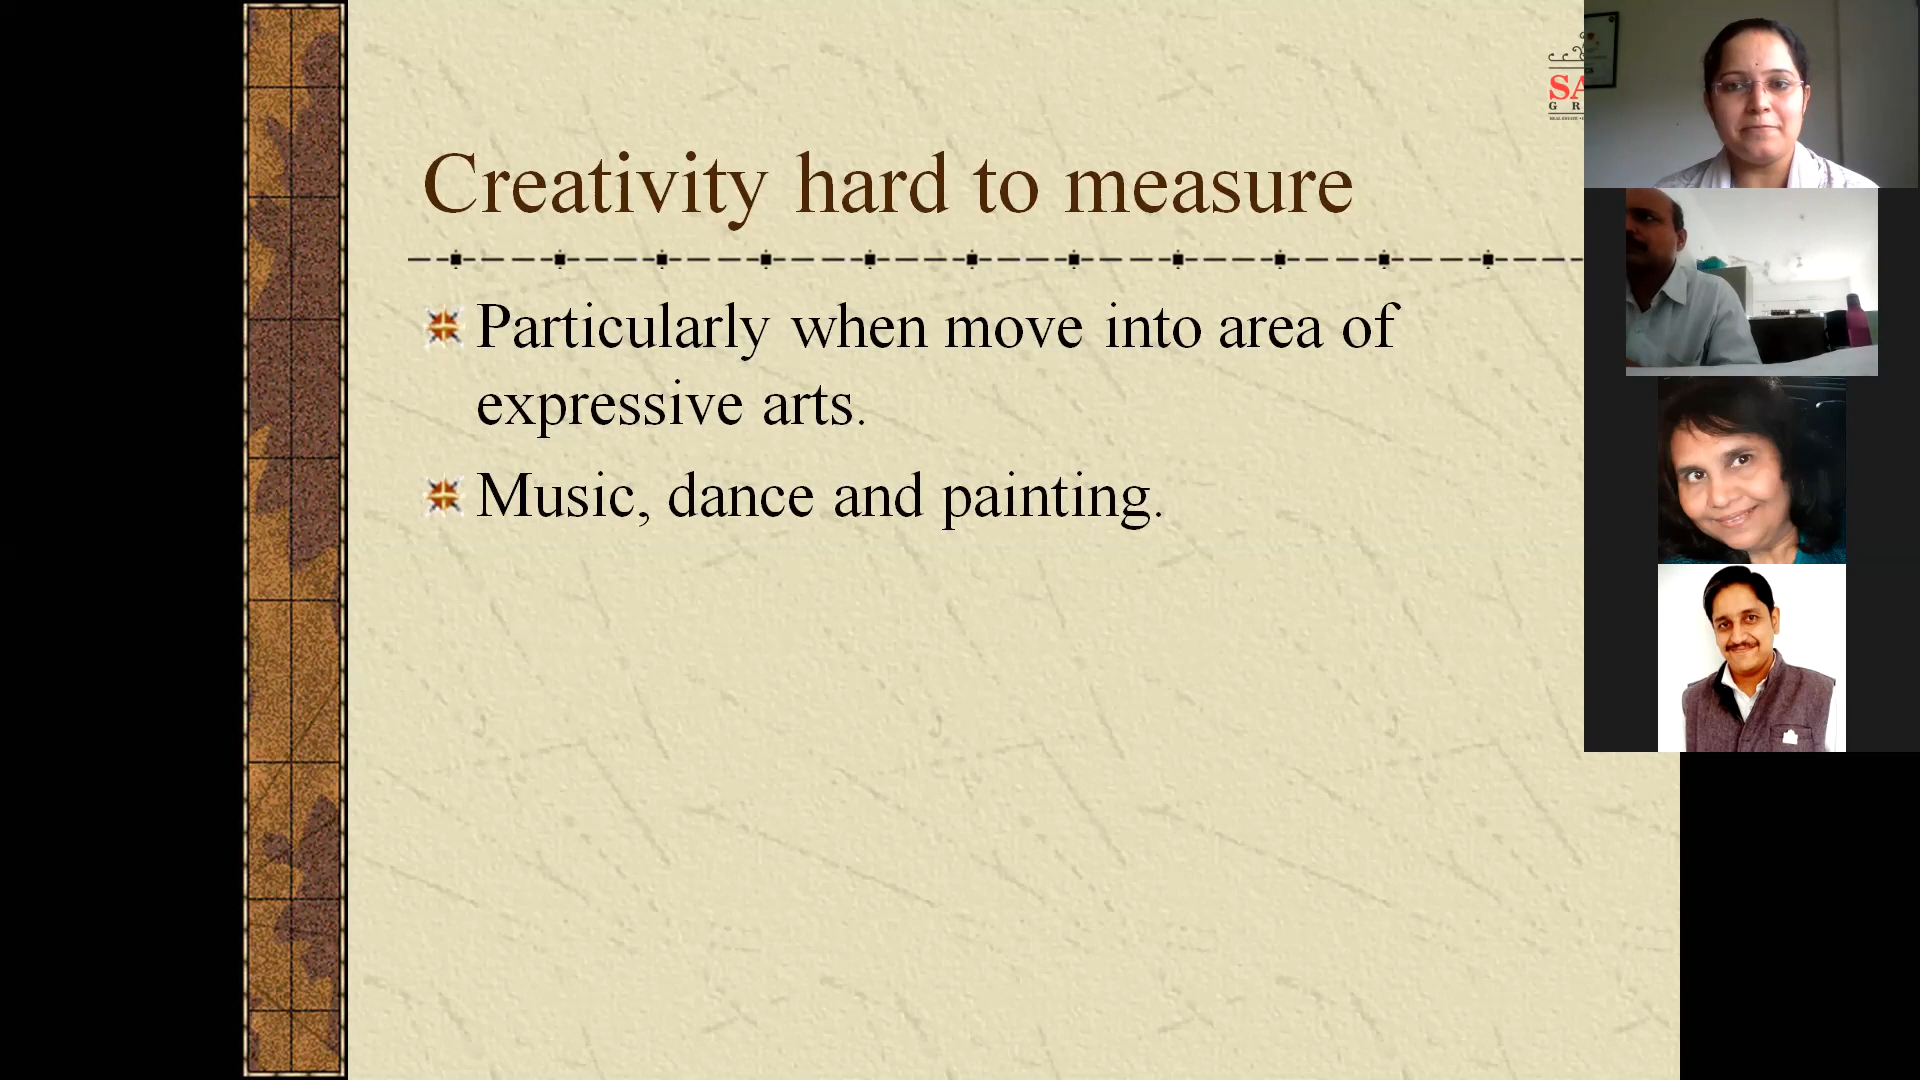 Creativity hard to measure
Particularly when move into area of
expressive arts.
Music, dance and painting.